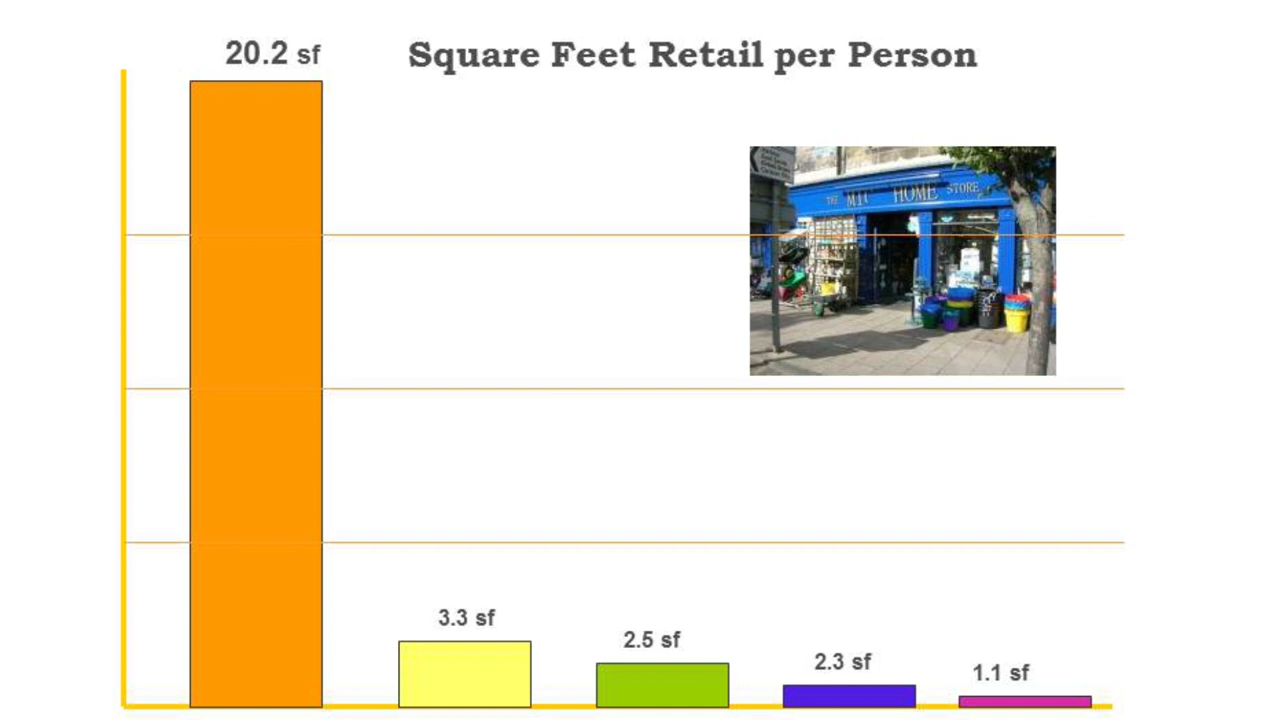 20.2 sf
Square Feet Retail per Person
THE
HOME STORE
3.3 sf
2.5 sf
2.3 sf
1.1 sf